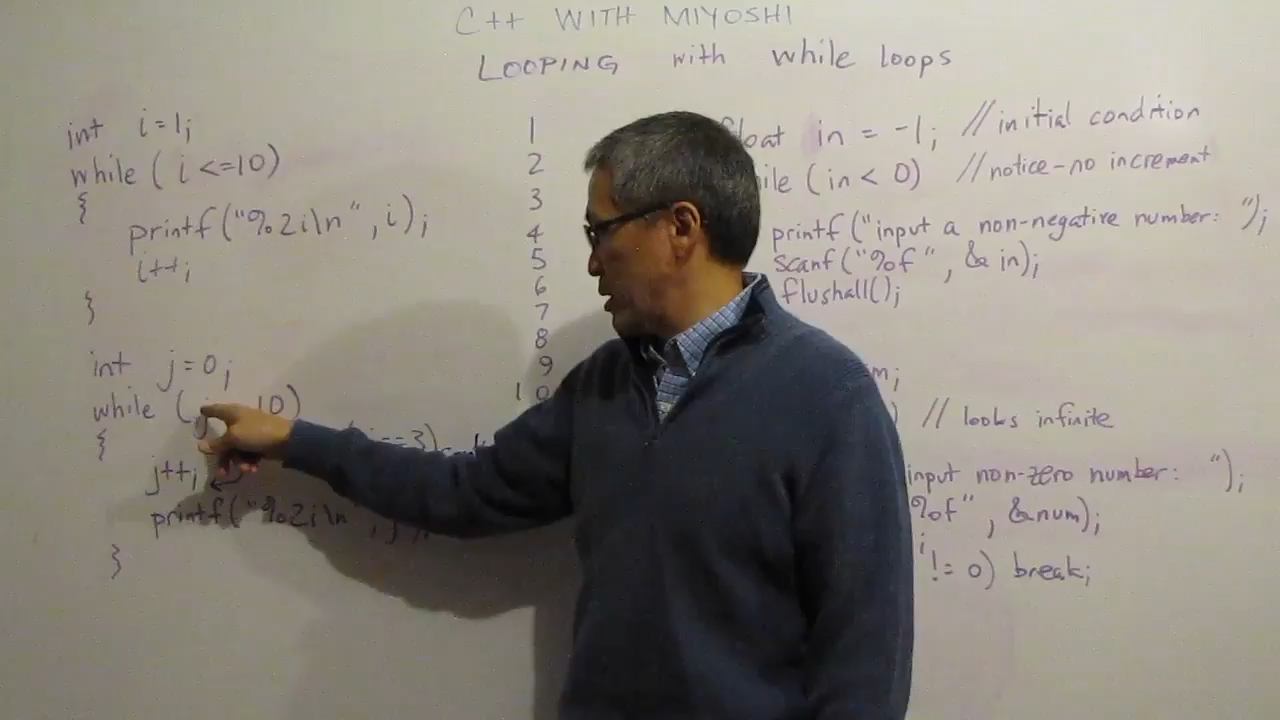 C++ WITH MIYOSHI
LOOPING with while loops
int i=1;
while ( i <=10)
{
printf("%2i\n" , i);
i++;
}
int j=0;
while ( 10)
{
j++;
==3)
printf("%2i\n" , j
}
1
2
3
4
5
6
7
8
9
10
in = -1; //initial condition
(in < 0) //notice-no increment
printf("input a non-negative number: ");
scanf("%f" , & in);
flushall();
m;
) // looks infinite
input non-zero number: ");
%f" , &num);
!= 0) break;